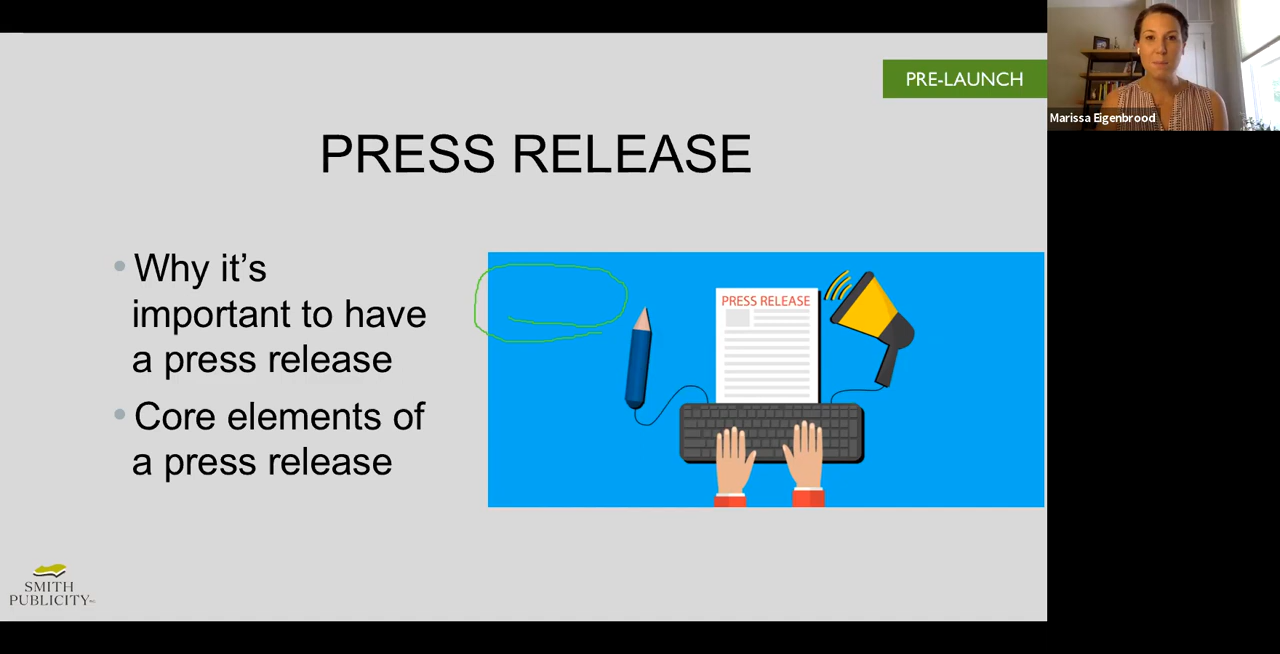 PRE-LAUNCH
Marissa Eigenbrood
PRESS RELEASE
• Why it's
important to have
a press release
• Core elements of
a press release
PRESS RELEASE
SMITH
PUBLICITY